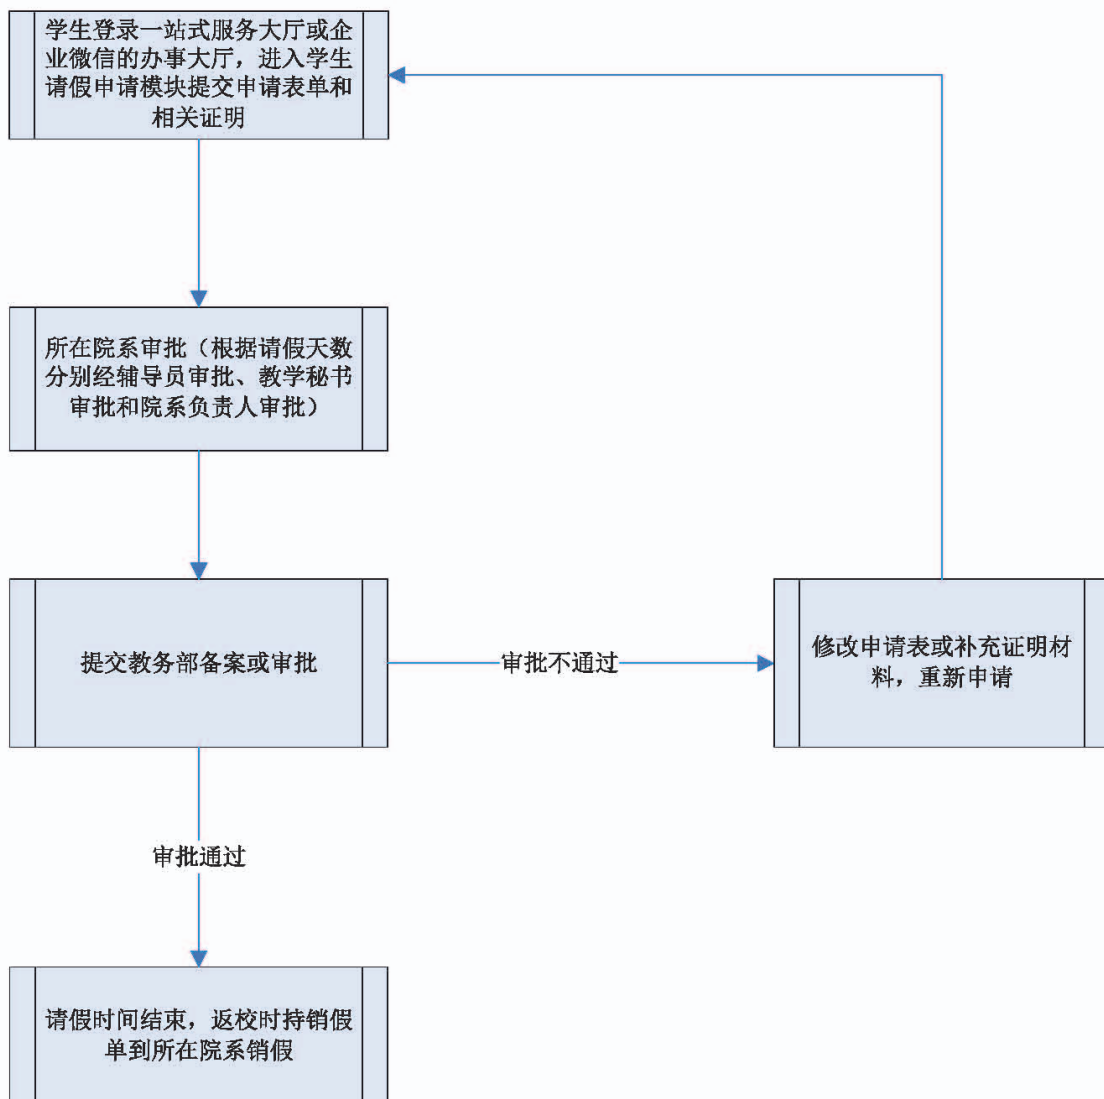 学生登录一站式服务大厅或企
业微信的办事大厅，进入学生
请假申请模块提交申请表单和
相关证明
所在院系审批（根据请假天数
分别经辅导员审批、教学秘书
审批和院系负责人审批）
提交教务部备案或审批
审批不通过
修改申请表或补充证明材
料，重新申请
审批通过
请假时间结束，返校时持销假
单到所在院系销假